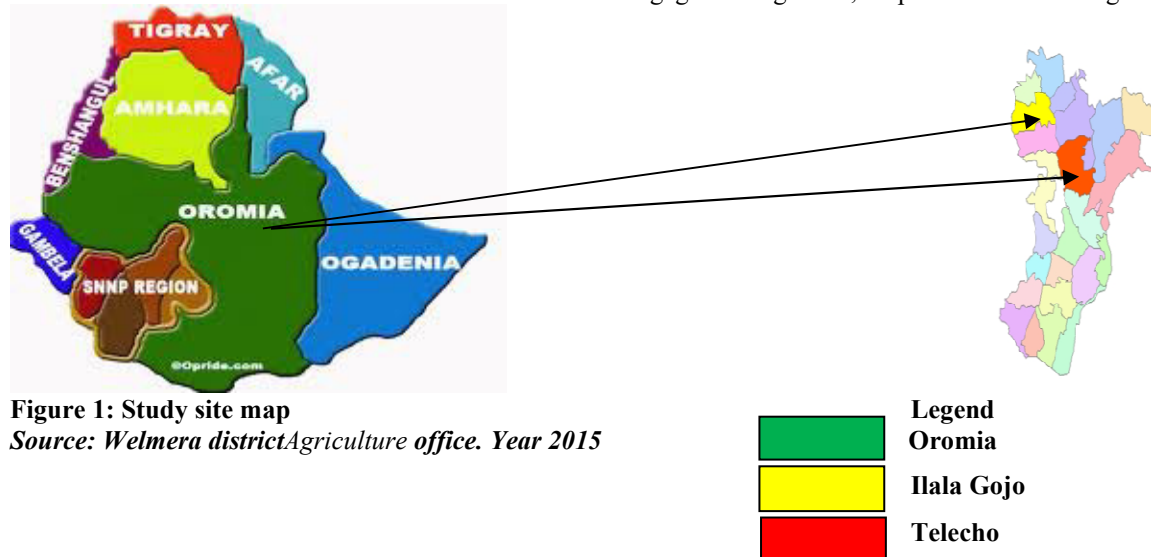 TIGRAY
AFAR
AMHARA
BENSHANGUL
OROMIA
GAMBELA
OGADENIA
SNNP REGION
©Opride.com
Figure 1: Study site map
Source: Welmera districtAgriculture office. Year 2015
Legend
Oromia
Ilala Gojo
Telecho